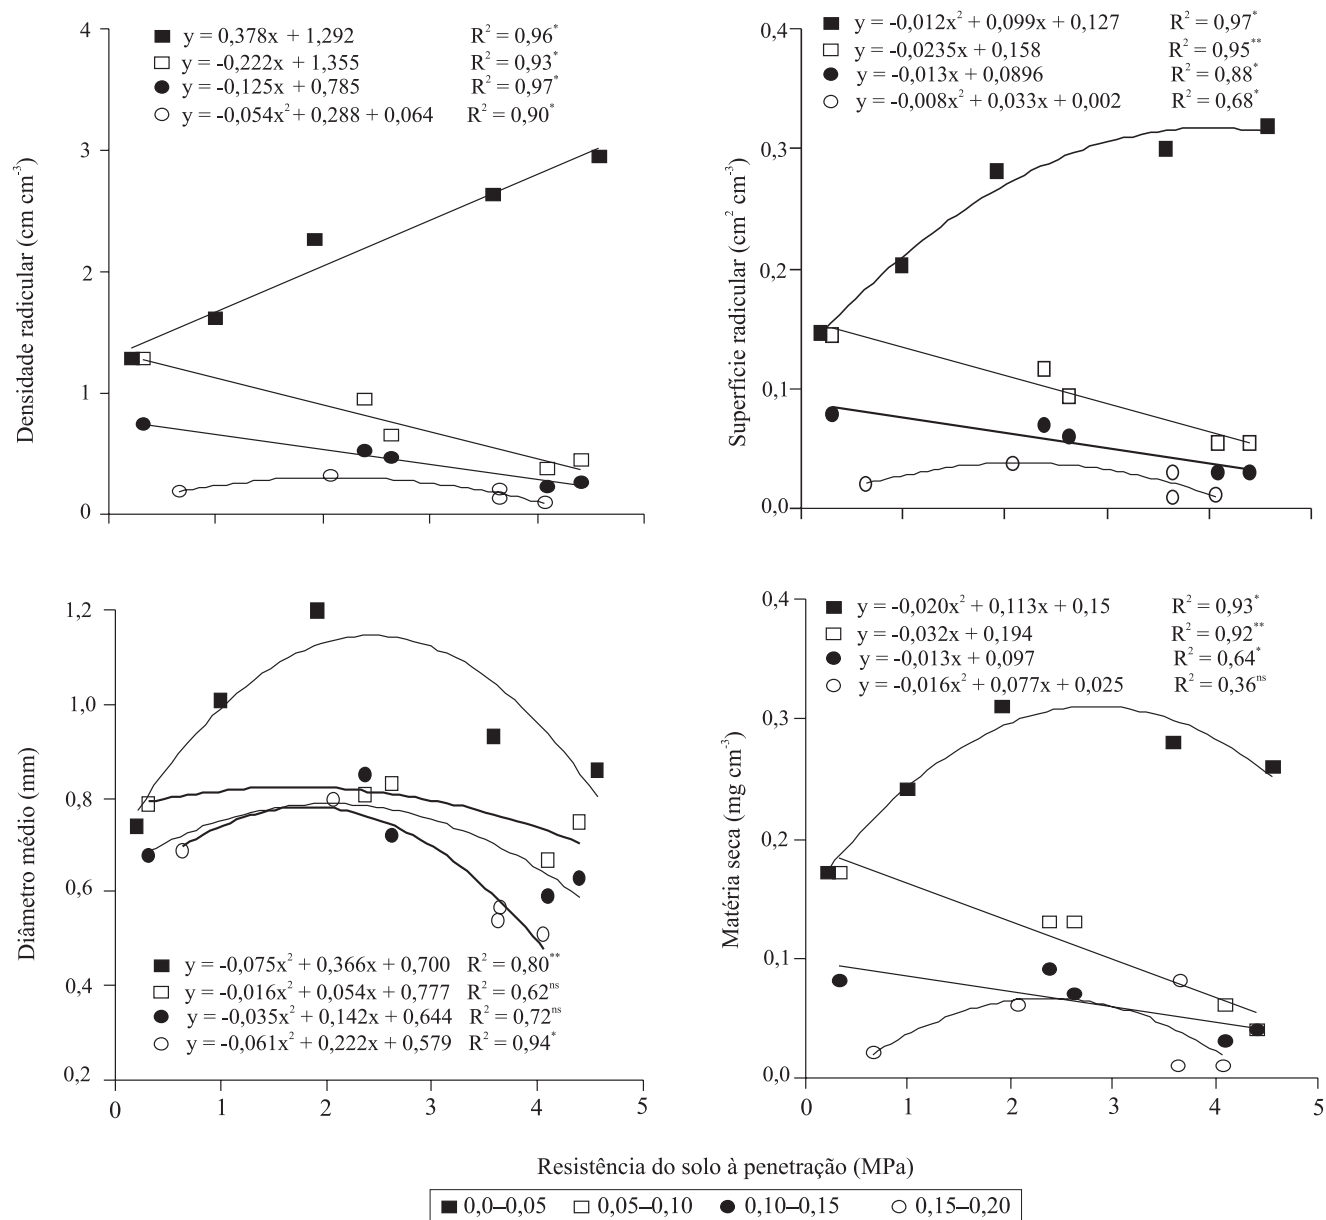 y = 0,378x + 1,292 R² = 0,96*
y = -0,222x + 1,355 R² = 0,93*
y = -0,125x + 0,785 R² = 0,97*
y = -0,054x² + 0,288 + 0,064 R² = 0,90*
4
3
2
1
0
Densidade radicular (cm cm⁻³)
y = -0,012x² + 0,099x + 0,127 R² = 0,97*
y = -0,0235x + 0,158 R² = 0,95**
y = -0,013x + 0,0896 R² = 0,88*
y = -0,008x² + 0,033x + 0,002 R² = 0,68*
0,4
0,3
0,2
0,1
0,0
Superfície radicular (cm² cm⁻³)
1,2
1,0
0,8
0,6
0,4
0,2
Diâmetro médio (mm)
y = -0,075x² + 0,366x + 0,700 R² = 0,80**
y = -0,016x² + 0,054x + 0,777 R² = 0,62ⁿˢ
y = -0,035x² + 0,142x + 0,644 R² = 0,72ⁿˢ
y = -0,061x² + 0,222x + 0,579 R² = 0,94*
0 1 2 3 4 5
y = -0,020x² + 0,113x + 0,15 R² = 0,93*
y = -0,032x + 0,194 R² = 0,92**
y = -0,013x + 0,097 R² = 0,64*
y = -0,016x² + 0,077x + 0,025 R² = 0,36ⁿˢ
0,4
0,3
0,2
0,1
0,0
Matéria seca (mg cm⁻³)
0 1 2 3 4 5
Resistência do solo à penetração (MPa)
0,0–0,05 0,05–0,10 0,10–0,15 0,15–0,20